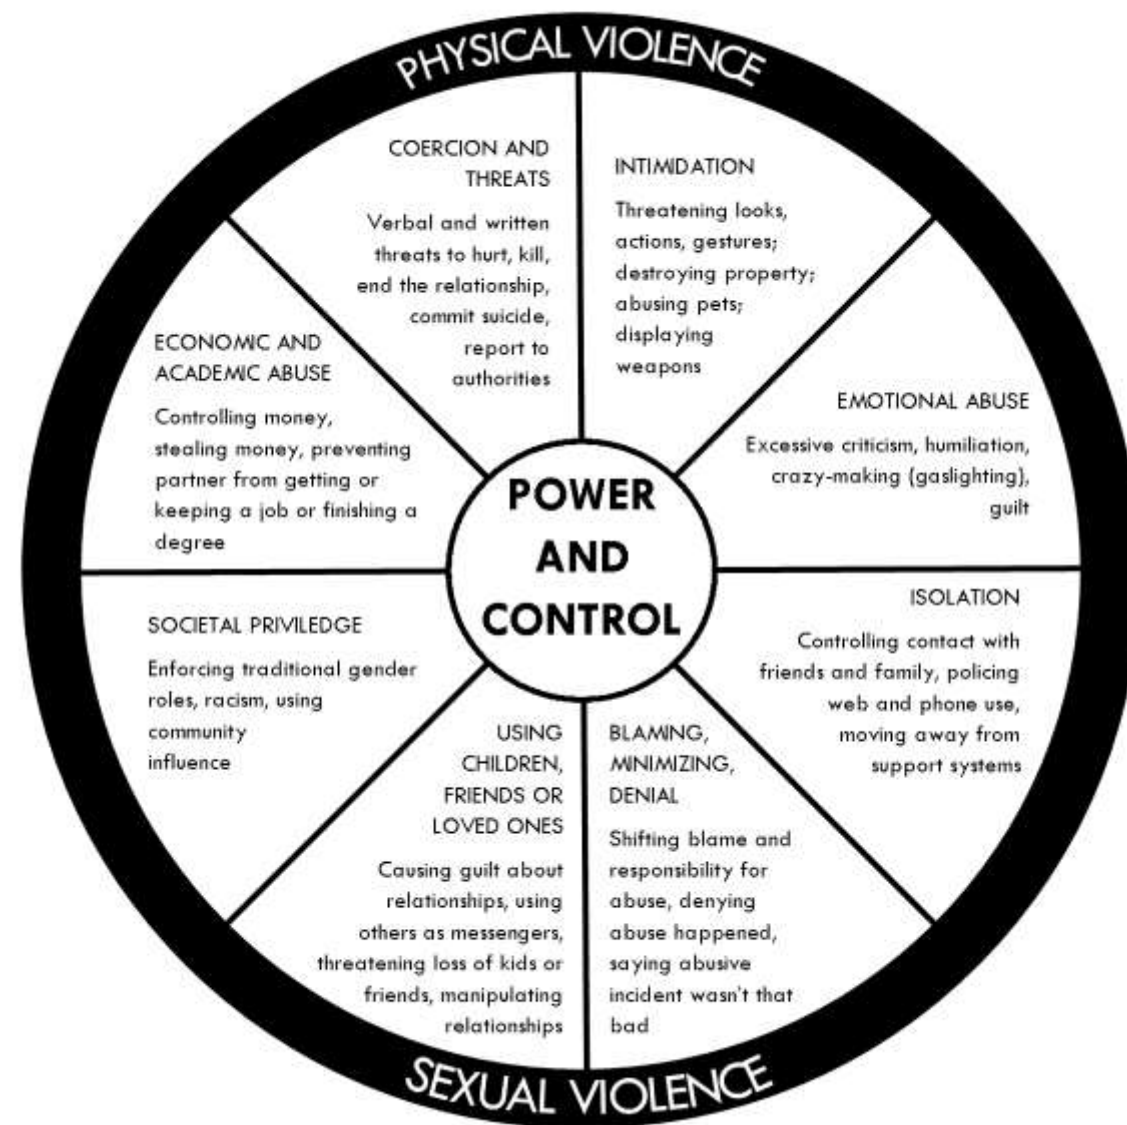 PHYSICAL VIOLENCE
COERCION AND
THREATS
Verbal and written
threats to hurt, kill,
end the relationship,
commit suicide,
report to
authorities
INTIMIDATION
Threatening looks,
actions, gestures;
destroying property;
abusing pets;
displaying
weapons
ECONOMIC AND
ACADEMIC ABUSE
Controlling money,
stealing money, preventing
partner from getting or
keeping a job or finishing a
degree
EMOTIONAL ABUSE
Excessive criticism, humiliation,
crazy-making (gaslighting),
guilt
POWER
AND
CONTROL
SOCIETAL PRIVILEDGE
Enforcing traditional gender
roles, racism, using
community
influence
ISOLATION
Controlling contact with
friends and family, policing
web and phone use,
moving away from
support systems
USING
CHILDREN,
FRIENDS OR
LOVED ONES
Causing guilt about
relationships, using
others as messengers,
threatening loss of kids or
friends, manipulating
relationships
BLAMING,
MINIMIZING,
DENIAL
Shifting blame and
responsibility for
abuse, denying
abuse happened,
saying abusive
incident wasn't that
bad
SEXUAL VIOLENCE